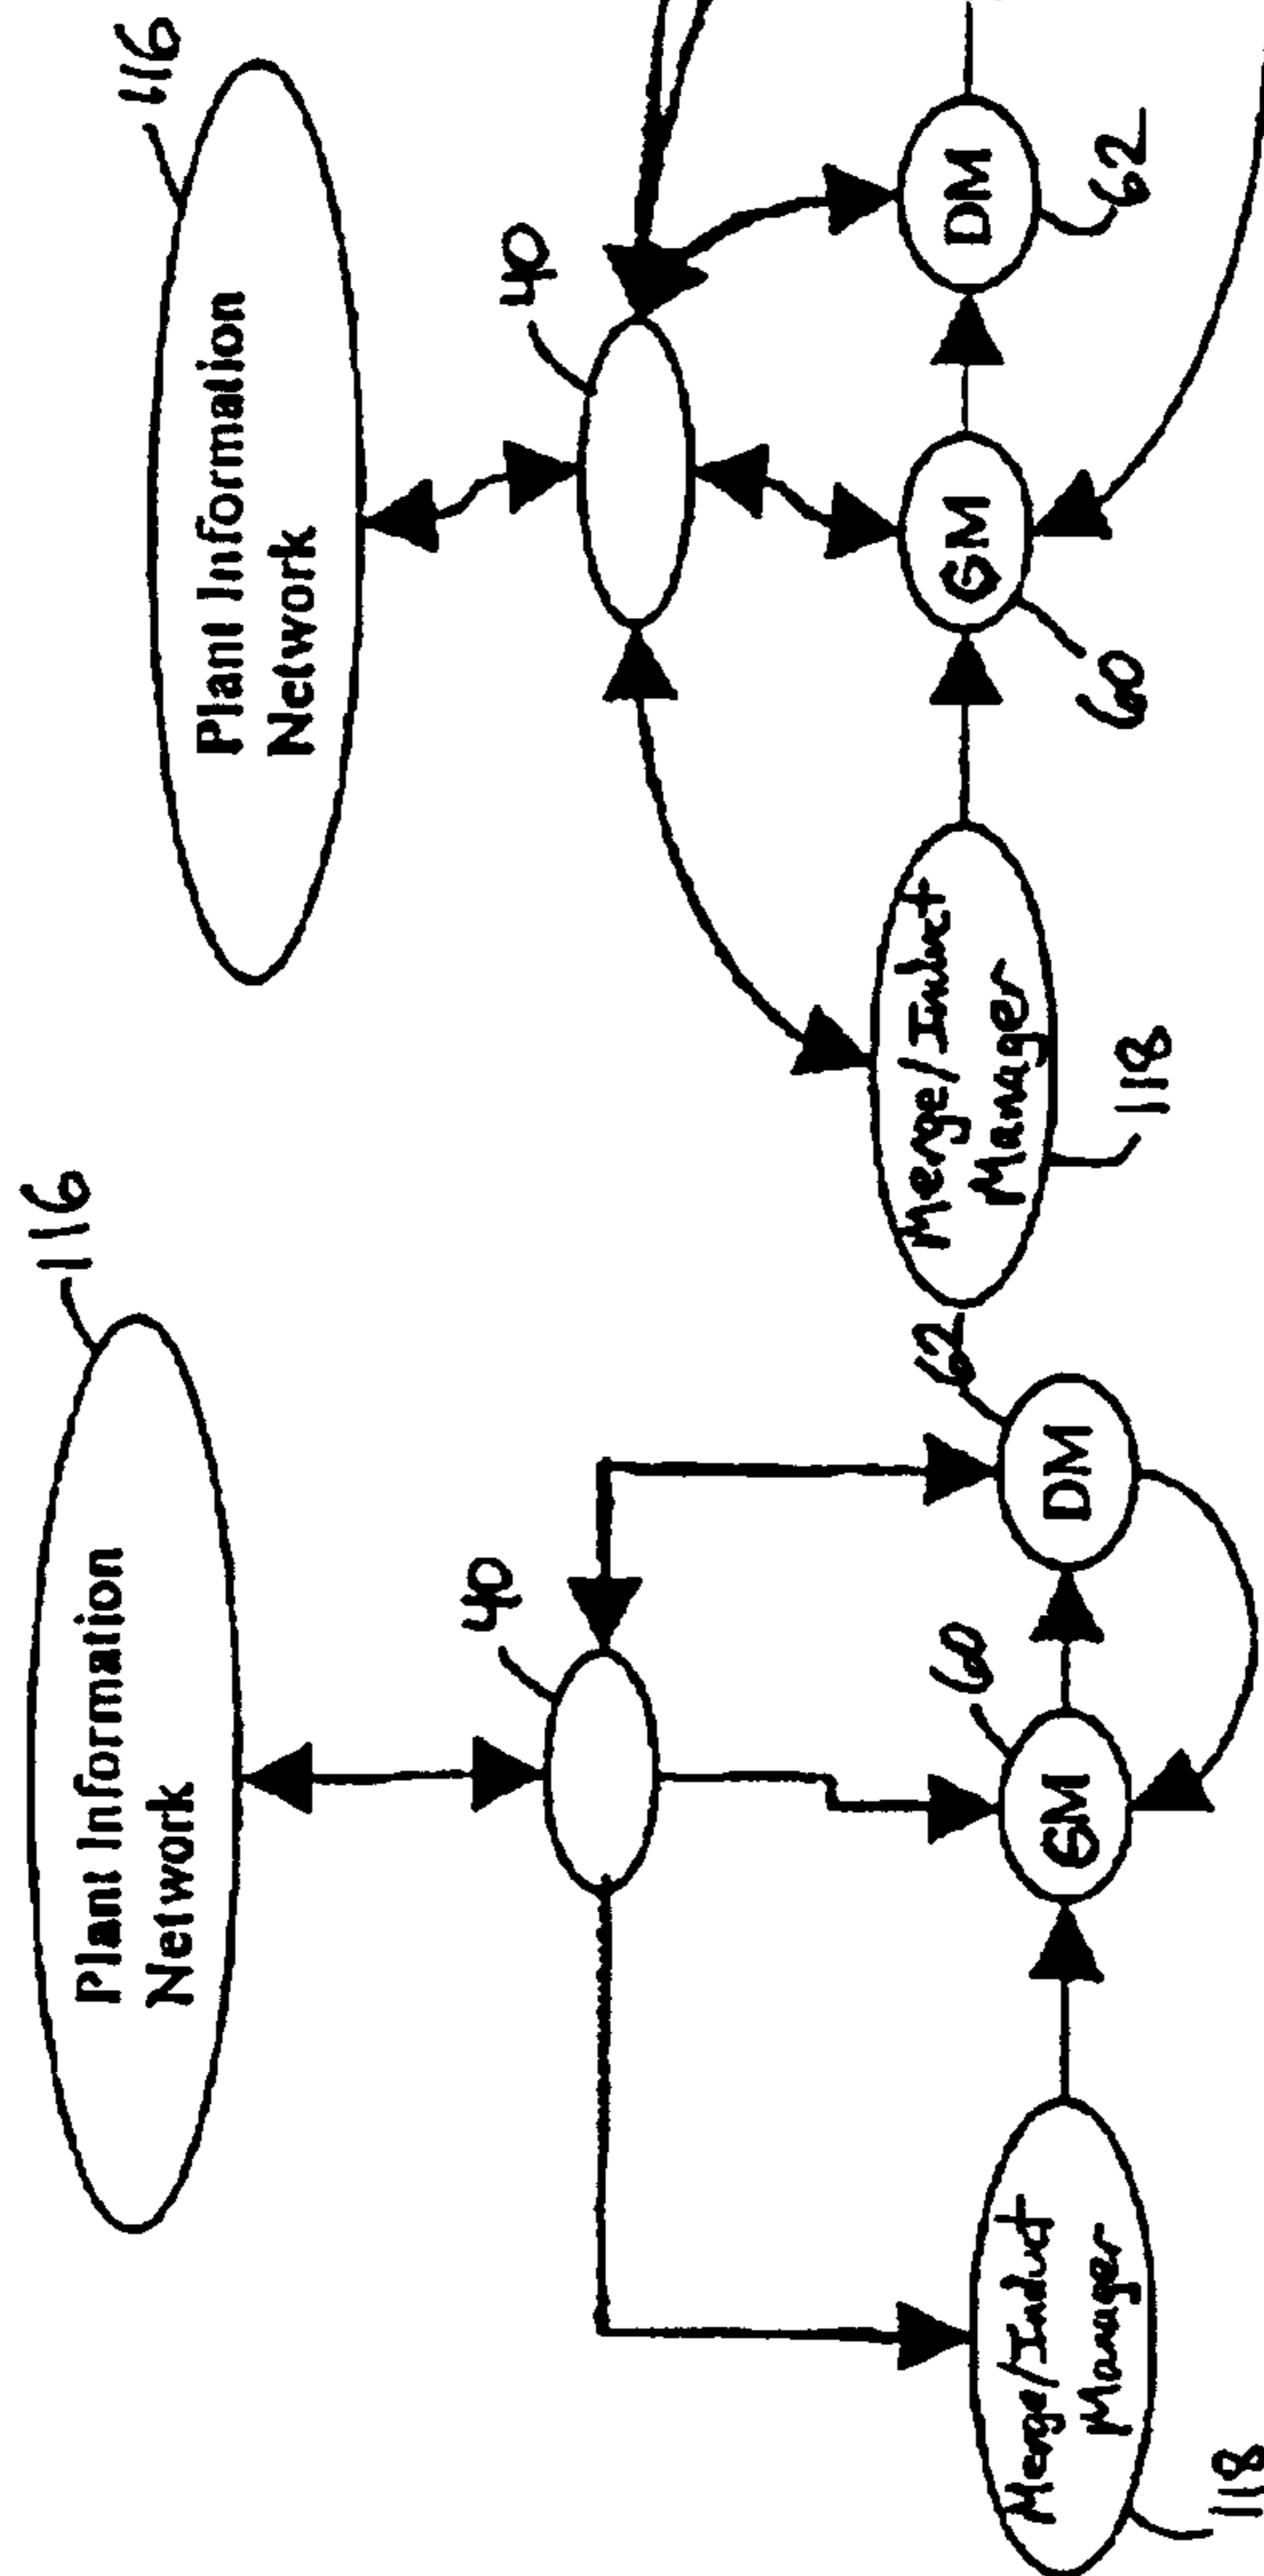 116
Plant Information
Network
40
62
60
DM
GM
Merge/Induct
Manager
118
116
Plant Information
Network
40
DM
62
GM
60
Merge/Induct
Manager
118